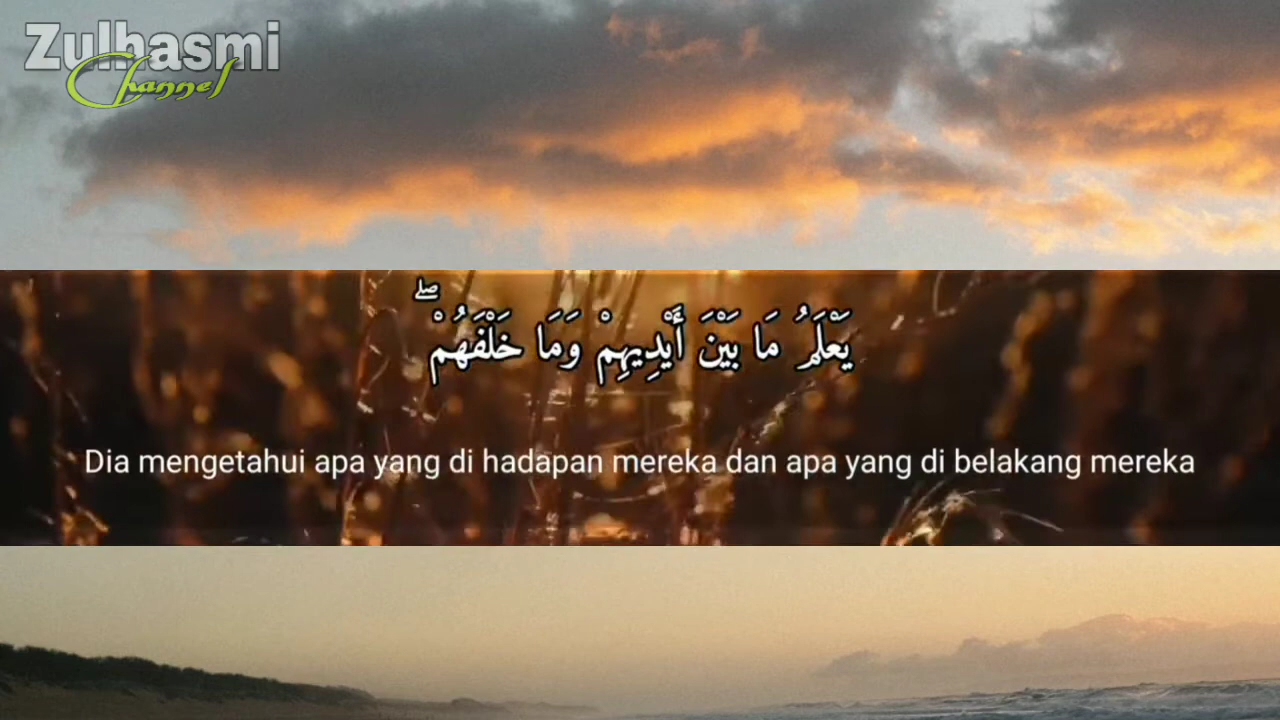 Zulhasmi
Channel
يَعْلَمُ مَا بَيْنَ أَيْدِيهِمْ وَمَا خَلْفَهُمْ ۖ
Dia mengetahui apa yang di hadapan mereka dan apa yang di belakang mereka